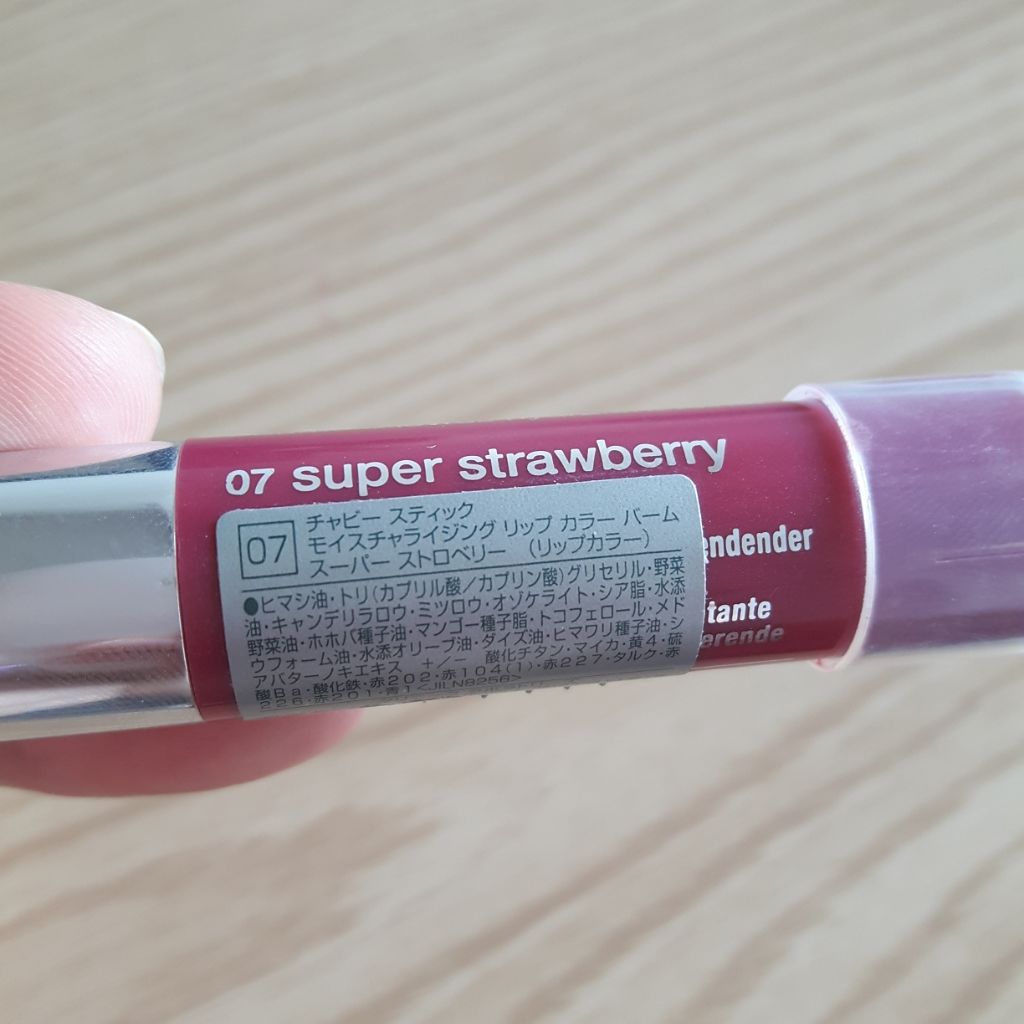 07 super strawberry
07
チャビー スティック
モイスチャライジング リップ カラー バーム
スーパー ストロベリー (リップカラー)
●ヒマシ油・トリ(カプリル酸/カプリン酸)グリセリル・野菜
油・キャンデリラロウ・ミツロウ・オゾケライト・シア脂・水添
野菜油・ホホバ種子油・マンゴー種子脂・トコフェロール・メド
ウフォーム油・水添オリーブ油・ダイズ油・ヒマワリ種子油・シ
アバターノキエキス +/− 酸化チタン・マイカ・黄4・硫
酸Ba・酸化鉄・赤202・赤104(1)・赤227・タルク・赤
226・赤201・青1<JILN8256>
endender
tante
erende